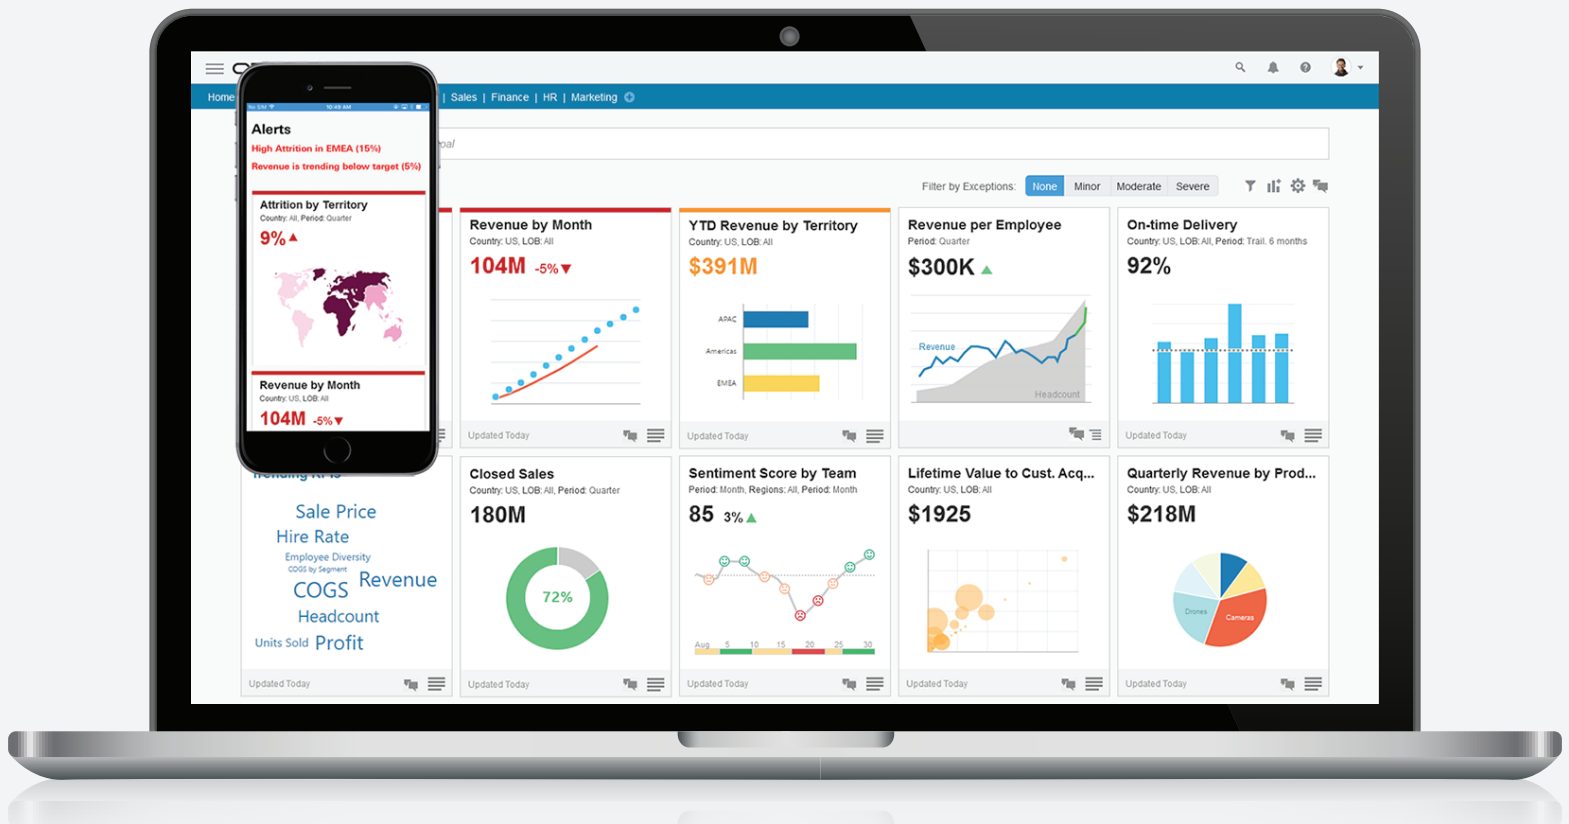 Home
| Sales | Finance | HR | Marketing
No SIM 10:49 AM
Alerts
High Attrition in EMEA (15%)
Revenue is trending below target (5%)
Attrition by Territory
Country: All, Period: Quarter
9%
Revenue by Month
Country: US, LOB: All
104M -5%
Filter by Exceptions: None Minor Moderate Severe
Revenue by Month
Country: US, LOB: All
104M -5%
Updated Today
YTD Revenue by Territory
Country: US, LOB: All
$391M
APAC
Americas
EMEA
Updated Today
Revenue per Employee
Period: Quarter
$300K
Revenue
Headcount
On-time Delivery
Country: US, LOB: All, Period: Trail. 6 months
92%
Updated Today
Trending KPIs
Sale Price
Hire Rate
Employee Diversity
COGS by Segment
COGS Revenue
Headcount
Units Sold Profit
Updated Today
Closed Sales
Country: US, LOB: All, Period: Quarter
180M
72%
Updated Today
Sentiment Score by Team
Period: Month, Regions: All, Period: Month
85 3%
Aug 5 10 15 20 25 30
Updated Today
Lifetime Value to Cust. Acq...
Country: US, LOB: All
$1925
Updated Today
Quarterly Revenue by Prod...
Country: US, LOB: All
$218M
Drones
Cameras
Updated Today